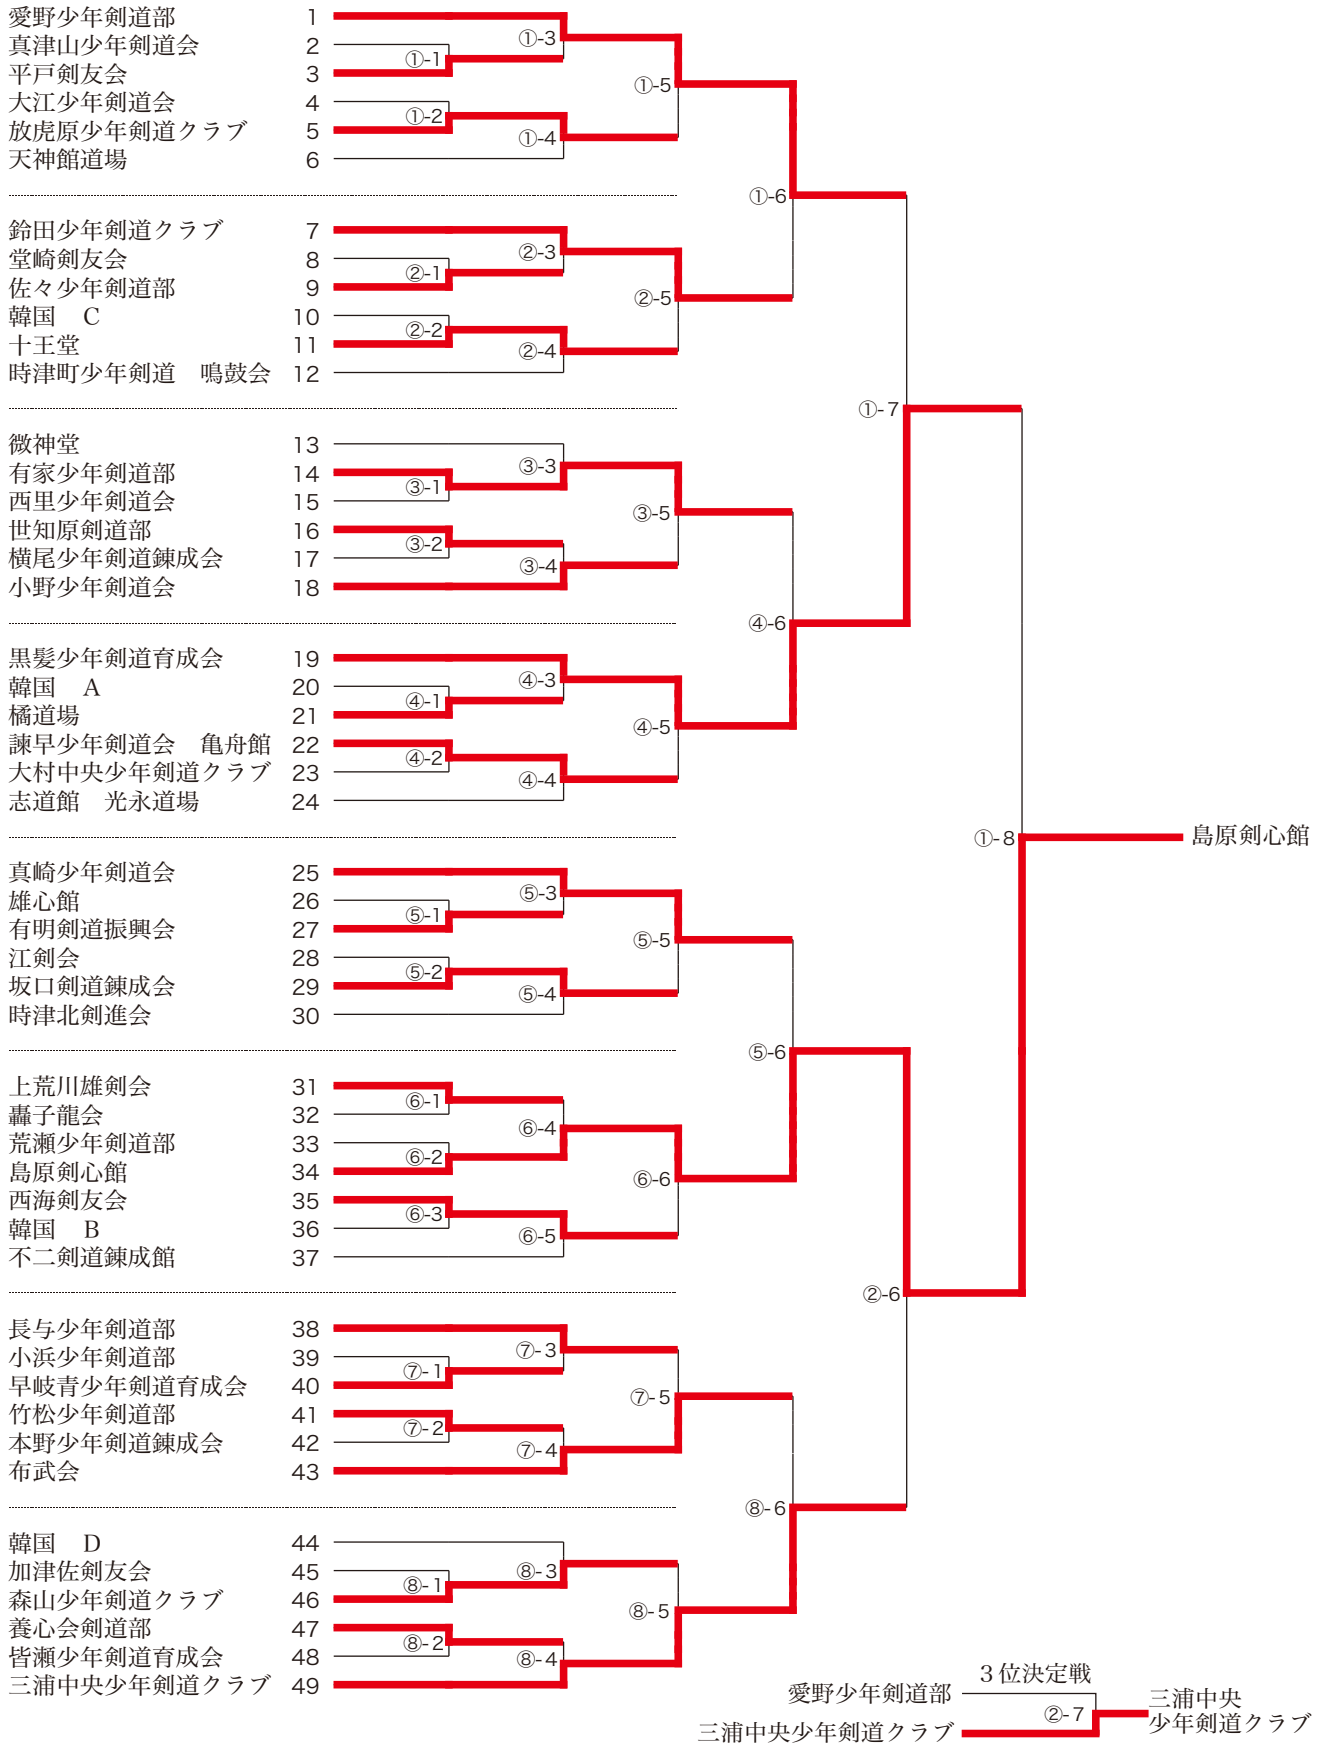 愛野少年剣道部 1
真津山少年剣道会 2
平戸剣友会 3
大江少年剣道会 4
放虎原少年剣道クラブ 5
天神館道場 6
①-1
①-2
①-3
①-4
①-5
①-6
鈴田少年剣道クラブ 7
堂崎剣友会 8
佐々少年剣道部 9
韓国 C 10
十王堂 11
時津町少年剣道 鳴鼓会 12
②-1
②-2
②-3
②-4
②-5
①-7
微神堂 13
有家少年剣道部 14
西里少年剣道会 15
世知原剣道部 16
横尾少年剣道錬成会 17
小野少年剣道会 18
③-1
③-2
③-3
③-4
③-5
④-6
黒髪少年剣道育成会 19
韓国 A 20
橘道場 21
諫早少年剣道会 亀舟館 22
大村中央少年剣道クラブ 23
志道館 光永道場 24
④-1
④-2
④-3
④-4
④-5
①-8
島原剣心館
真崎少年剣道会 25
雄心館 26
有明剣道振興会 27
江剣会 28
坂口剣道錬成会 29
時津北剣進会 30
⑤-1
⑤-2
⑤-3
⑤-4
⑤-5
⑤-6
上荒川雄剣会 31
轟子龍会 32
荒瀬少年剣道部 33
島原剣心館 34
西海剣友会 35
韓国 B 36
不二剣道錬成館 37
⑥-1
⑥-2
⑥-3
⑥-4
⑥-5
⑥-6
②-6
長与少年剣道部 38
小浜少年剣道部 39
早岐青少年剣道育成会 40
竹松少年剣道部 41
本野少年剣道錬成会 42
布武会 43
⑦-1
⑦-2
⑦-3
⑦-4
⑦-5
⑧-6
韓国 D 44
加津佐剣友会 45
森山少年剣道クラブ 46
養心会剣道部 47
皆瀬少年剣道育成会 48
三浦中央少年剣道クラブ 49
⑧-1
⑧-2
⑧-3
⑧-4
⑧-5
３位決定戦
愛野少年剣道部
三浦中央少年剣道クラブ
②-7
三浦中央
少年剣道クラブ